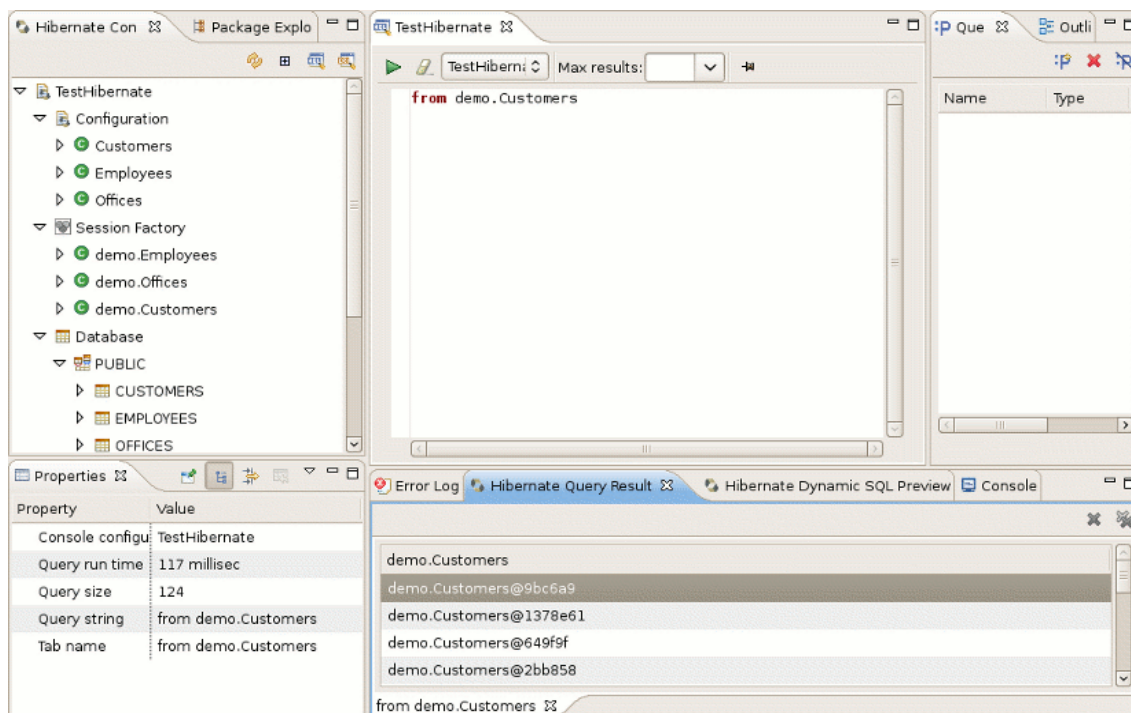 Hibernate Con
Package Explo
TestHibernate
Configuration
Customers
Employees
Offices
Session Factory
demo.Employees
demo.Offices
demo.Customers
Database
PUBLIC
CUSTOMERS
EMPLOYEES
OFFICES
TestHibernate
TestHiberna
Max results:
from demo.Customers
:P Que
Outli
Name Type
Properties
Property Value
Console configu TestHibernate
Query run time 117 millisec
Query size 124
Query string from demo.Customers
Tab name from demo.Customers
Error Log
Hibernate Query Result
Hibernate Dynamic SQL Preview
Console
demo.Customers
demo.Customers@9bc6a9
demo.Customers@1378e61
demo.Customers@649f9f
demo.Customers@2bb858
from demo.Customers